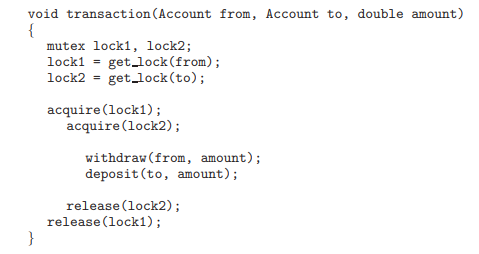 void transaction(Account from, Account to, double amount)
{
mutex lock1, lock2;
lock1 = get_lock(from);
lock2 = get_lock(to);
acquire(lock1);
acquire(lock2);
withdraw(from, amount);
deposit(to, amount);
release(lock2);
release(lock1);
}